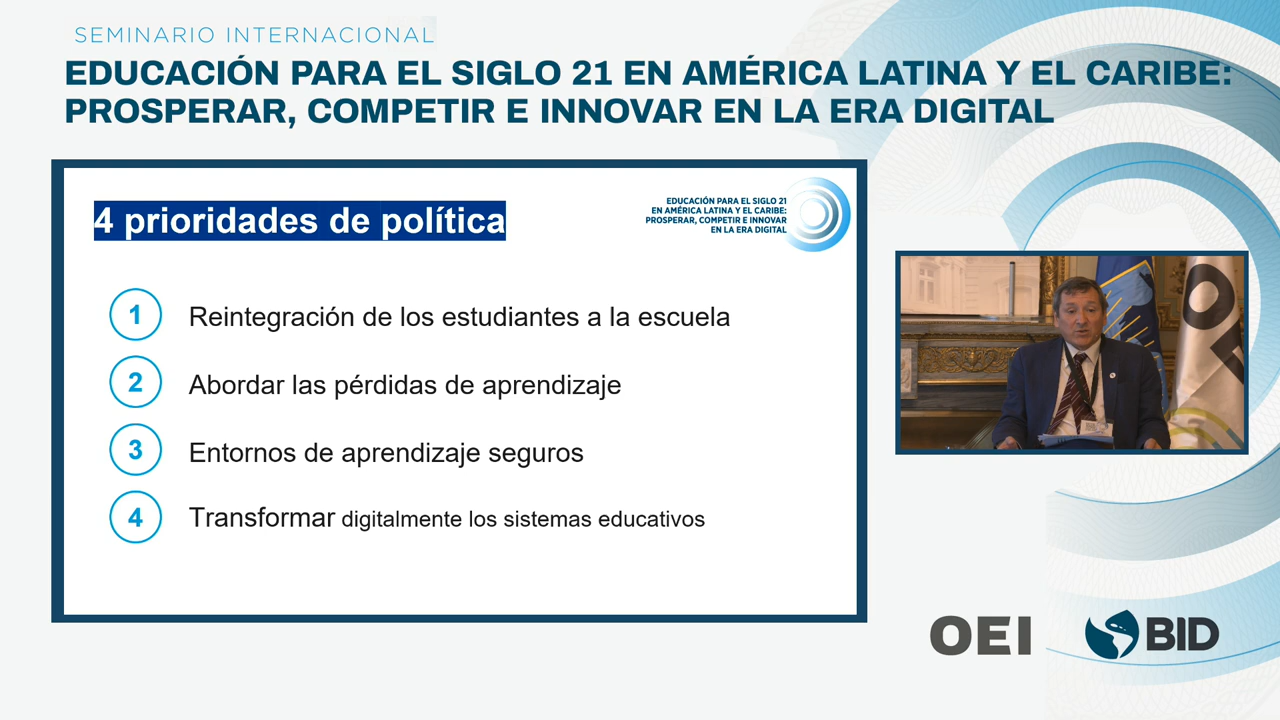 SEMINARIO INTERNACIONAL
EDUCACIÓN PARA EL SIGLO 21 EN AMÉRICA LATINA Y EL CARIBE:
PROSPERAR, COMPETIR E INNOVAR EN LA ERA DIGITAL
4 prioridades de política
EDUCACIÓN PARA EL SIGLO 21
EN AMÉRICA LATINA Y EL CARIBE:
PROSPERAR, COMPETIR E INNOVAR
EN LA ERA DIGITAL
1 Reintegración de los estudiantes a la escuela
2 Abordar las pérdidas de aprendizaje
3 Entornos de aprendizaje seguros
4 Transformar digitalmente los sistemas educativos
OEI
BID